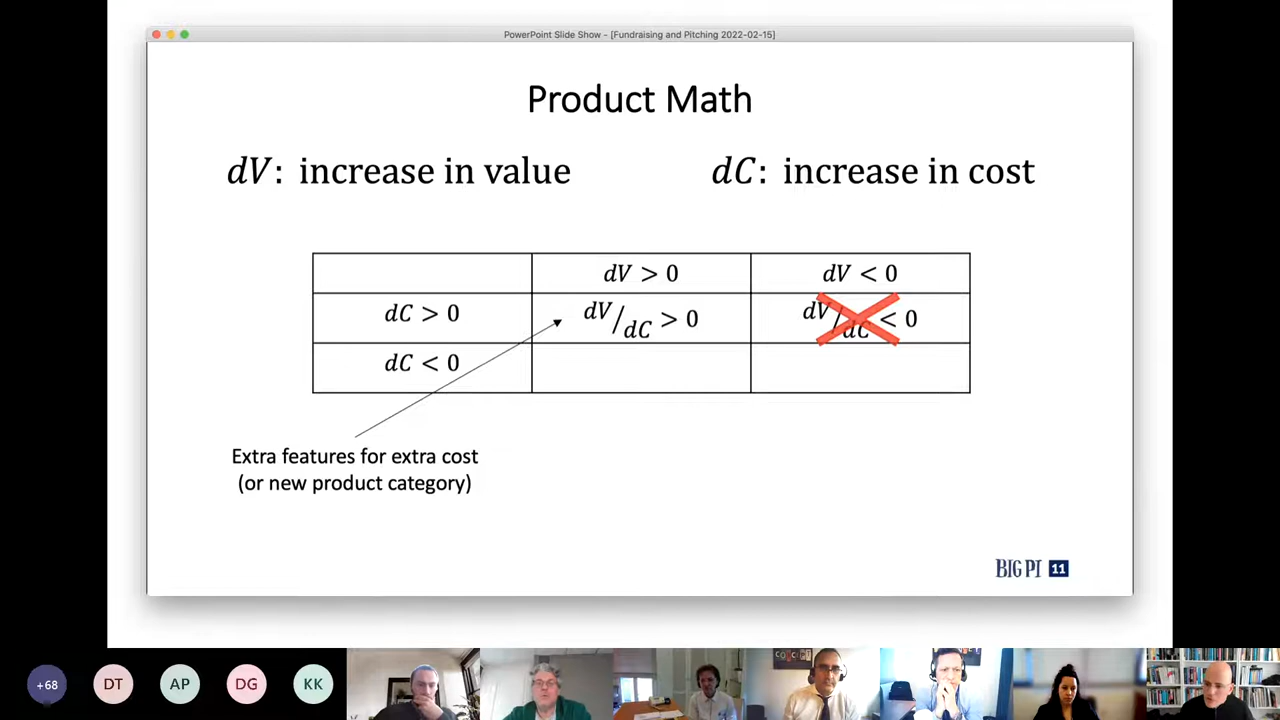 PowerPoint Slide Show - [Fundraising and Pitching 2022-02-15]
Product Math
dV: increase in value
dC: increase in cost
dV > 0
dV < 0
dC > 0
dV/dC > 0
dV/dC < 0
dC < 0
Extra features for extra cost
(or new product category)
BIG PI 11
+68
DT
AP
DG
KK